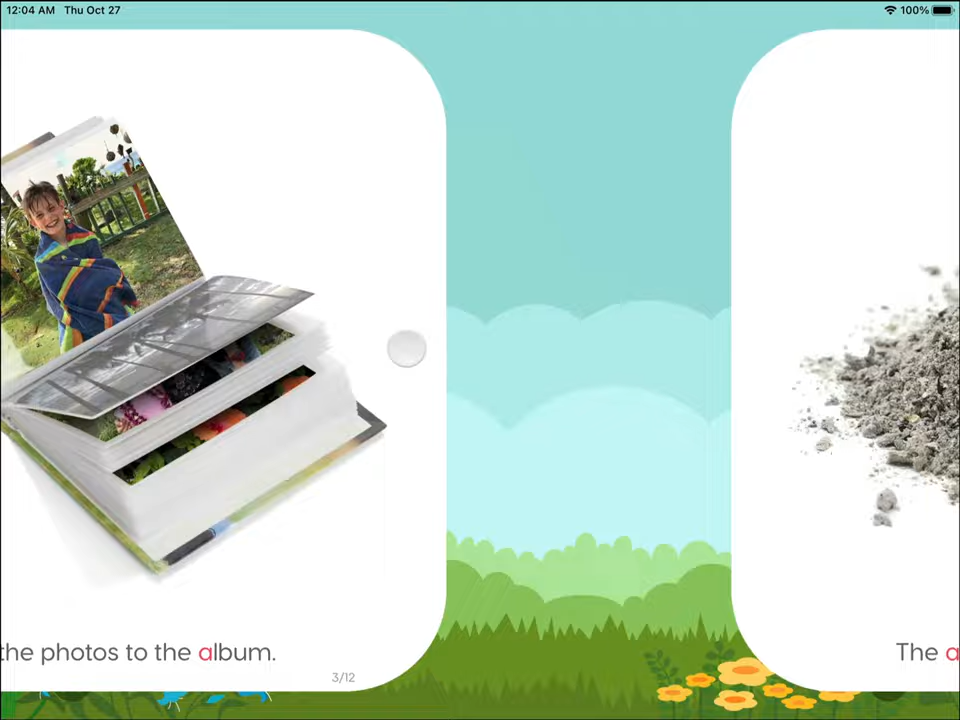 12:04 AM Thu Oct 27
100%
the photos to the album.
3/12
The a